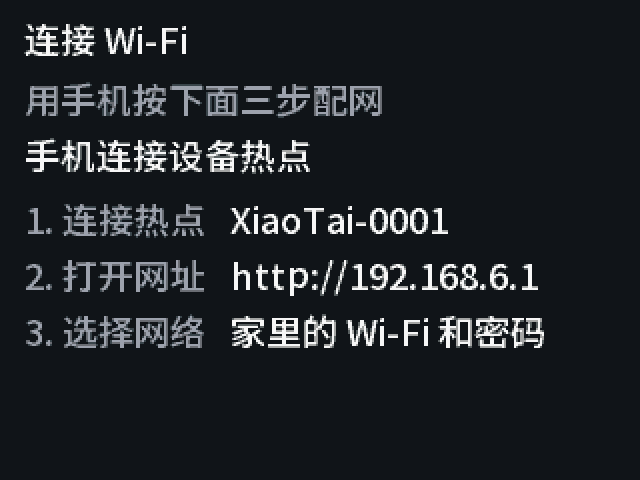 连接 Wi-Fi
用手机按下面三步配网
手机连接设备热点
1. 连接热点 XiaoTai-0001
2. 打开网址 http://192.168.6.1
3. 选择网络 家里的 Wi-Fi 和密码